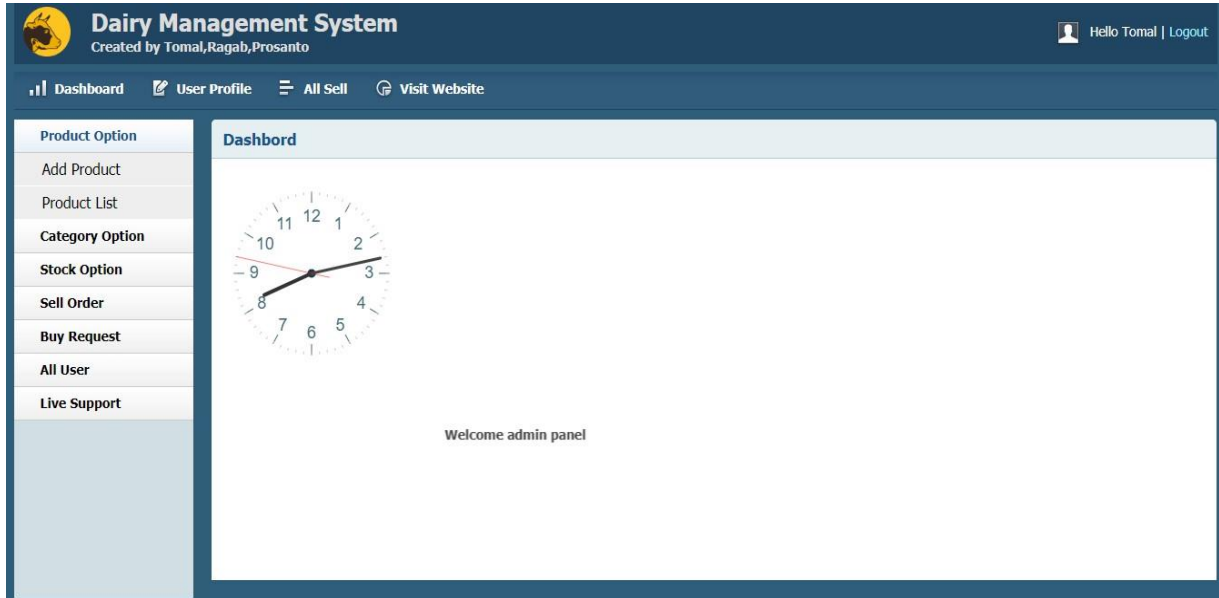 Dairy Management System
Created by Tomal,Ragab,Prosanto
Hello Tomal | Logout
Dashboard User Profile All Sell Visit Website
Product Option
Add Product
Product List
Category Option
Stock Option
Sell Order
Buy Request
All User
Live Support
Dashbord
12
1
2
3
4
5
6
7
8
9
10
11
Welcome admin panel